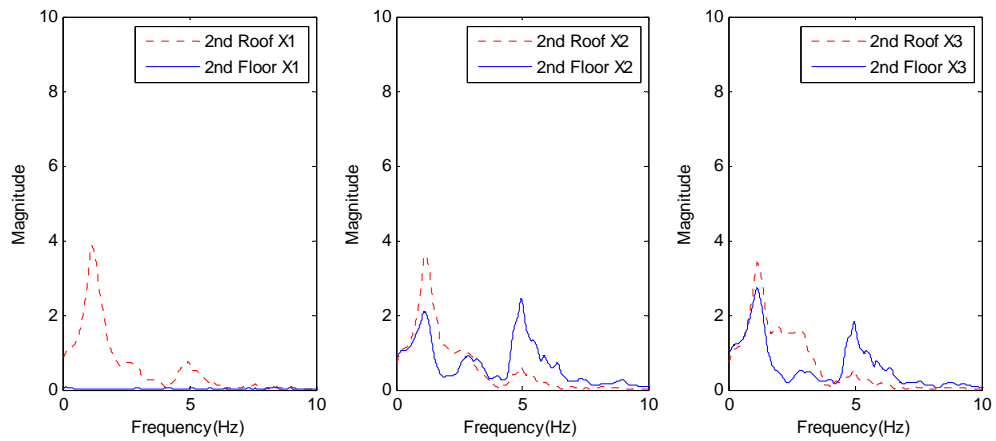 10
8
6
4
2
0
Magnitude
0
5
10
Frequency(Hz)
2nd Roof X1
2nd Floor X1
10
8
6
4
2
0
Magnitude
0
5
10
Frequency(Hz)
2nd Roof X2
2nd Floor X2
10
8
6
4
2
0
Magnitude
0
5
10
Frequency(Hz)
2nd Roof X3
2nd Floor X3